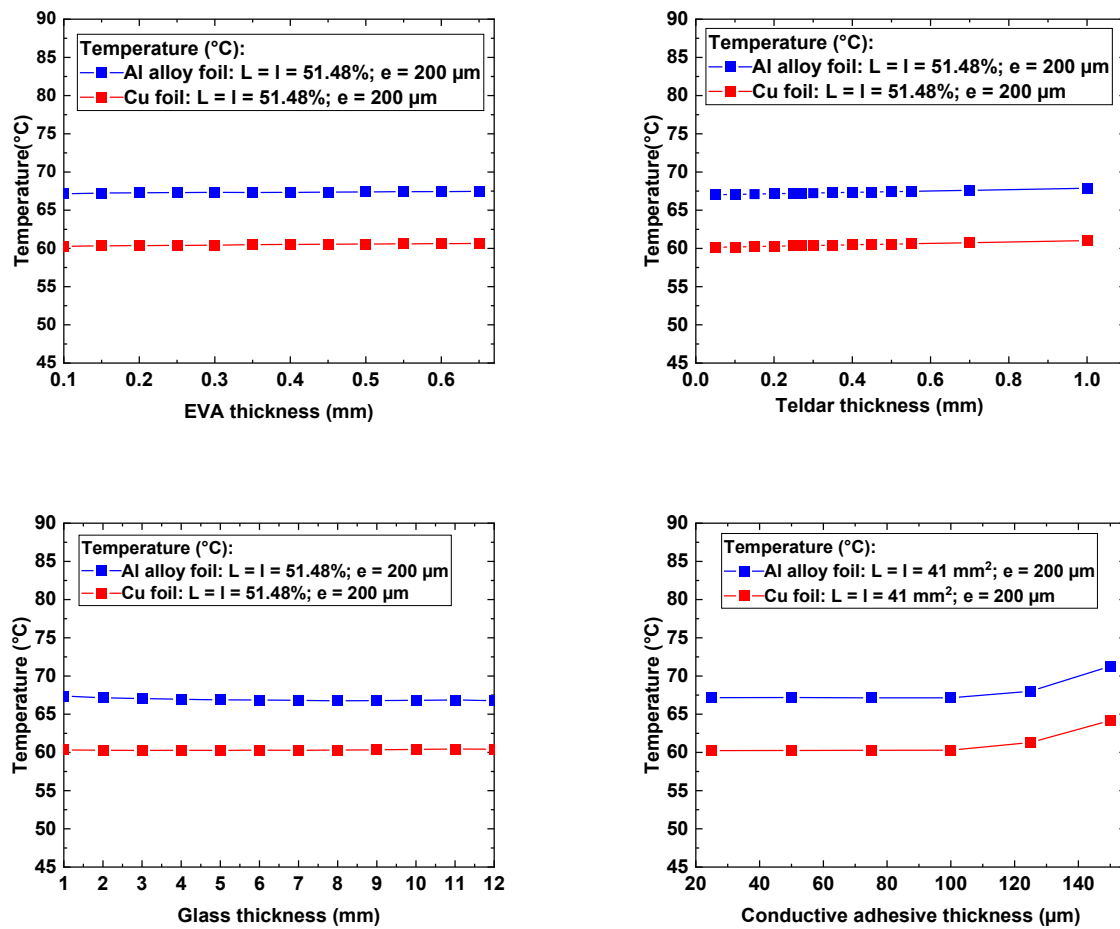 90
85
80
75
70
65
60
55
50
45
Temperature(°C)
Temperature (°C):
Al alloy foil: L = l = 51.48%; e = 200 µm
Cu foil: L = l = 51.48%; e = 200 µm
0.1 0.2 0.3 0.4 0.5 0.6
EVA thickness (mm)
90
85
80
75
70
65
60
55
50
45
Temperature(°C)
Temperature (°C):
Al alloy foil: L = l = 51.48%; e = 200 µm
Cu foil: L = l = 51.48%; e = 200 µm
0.0 0.2 0.4 0.6 0.8 1.0
Teldar thickness (mm)
90
85
80
75
70
65
60
55
50
45
Temperature (°C)
Temperature (°C):
Al alloy foil: L = l = 51.48%; e = 200 µm
Cu foil: L = l = 51.48%; e = 200 µm
1 2 3 4 5 6 7 8 9 10 11 12
Glass thickness (mm)
90
85
80
75
70
65
60
55
50
45
Temperature (°C)
Temperature (°C):
Al alloy foil: L = l = 41 mm²; e = 200 µm
Cu foil: L = l = 41 mm²; e = 200 µm
20 40 60 80 100 120 140
Conductive adhesive thickness (µm)